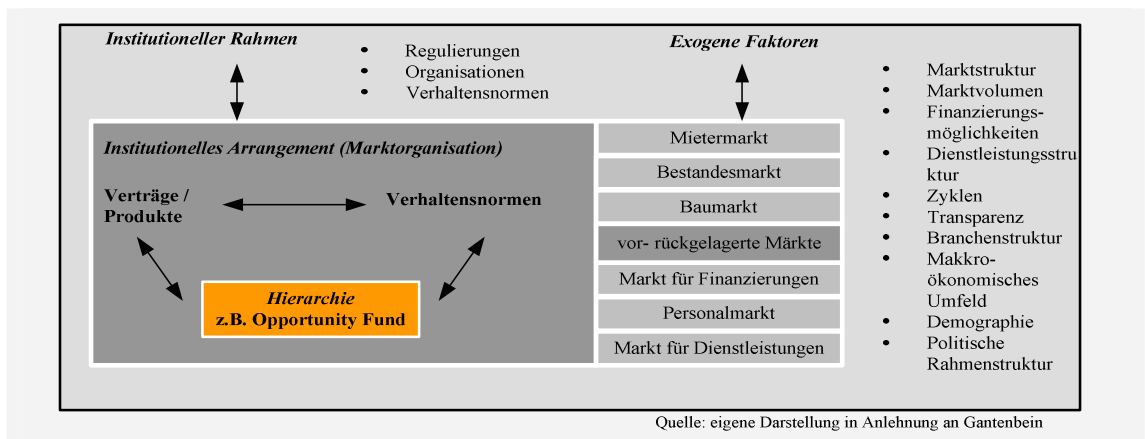 Institutioneller Rahmen
• Regulierungen
• Organisationen
• Verhaltensnormen
Exogene Faktoren
Institutionelles Arrangement (Marktorganisation)
Verträge /
Produkte
Verhaltensnormen
Hierarchie
z.B. Opportunity Fund
Mietermarkt
Bestandesmarkt
Baumarkt
vor- rückgelagerte Märkte
Markt für Finanzierungen
Personalmarkt
Markt für Dienstleistungen
• Marktstruktur
• Marktvolumen
• Finanzierungs-
möglichkeiten
• Dienstleistungsstru
ktur
• Zyklen
• Transparenz
• Branchenstruktur
• Makkro-
ökonomisches
Umfeld
• Demographie
• Politische
Rahmenstruktur
Quelle: eigene Darstellung in Anlehnung an Gantenbein